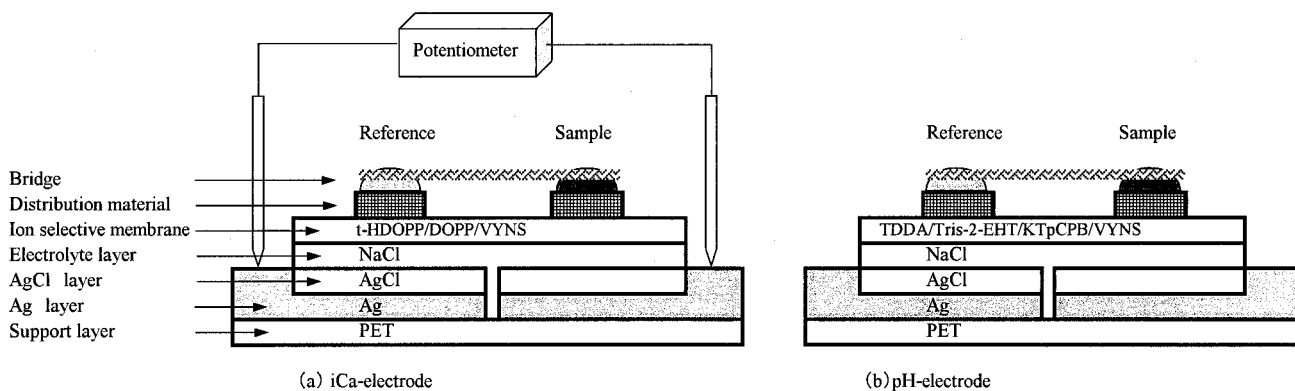 Potentiometer
Reference
Sample
Reference
Sample
Bridge
Distribution material
Ion selective membrane
t-HDOPP/DOPP/VYNS
TDDA/Tris-2-EHT/KTpCPB/VYNS
Electrolyte layer
NaCl
NaCl
AgCl layer
AgCl
AgCl
Ag layer
Ag
Ag
Support layer
PET
PET
(a) iCa-electrode
(b) pH-electrode